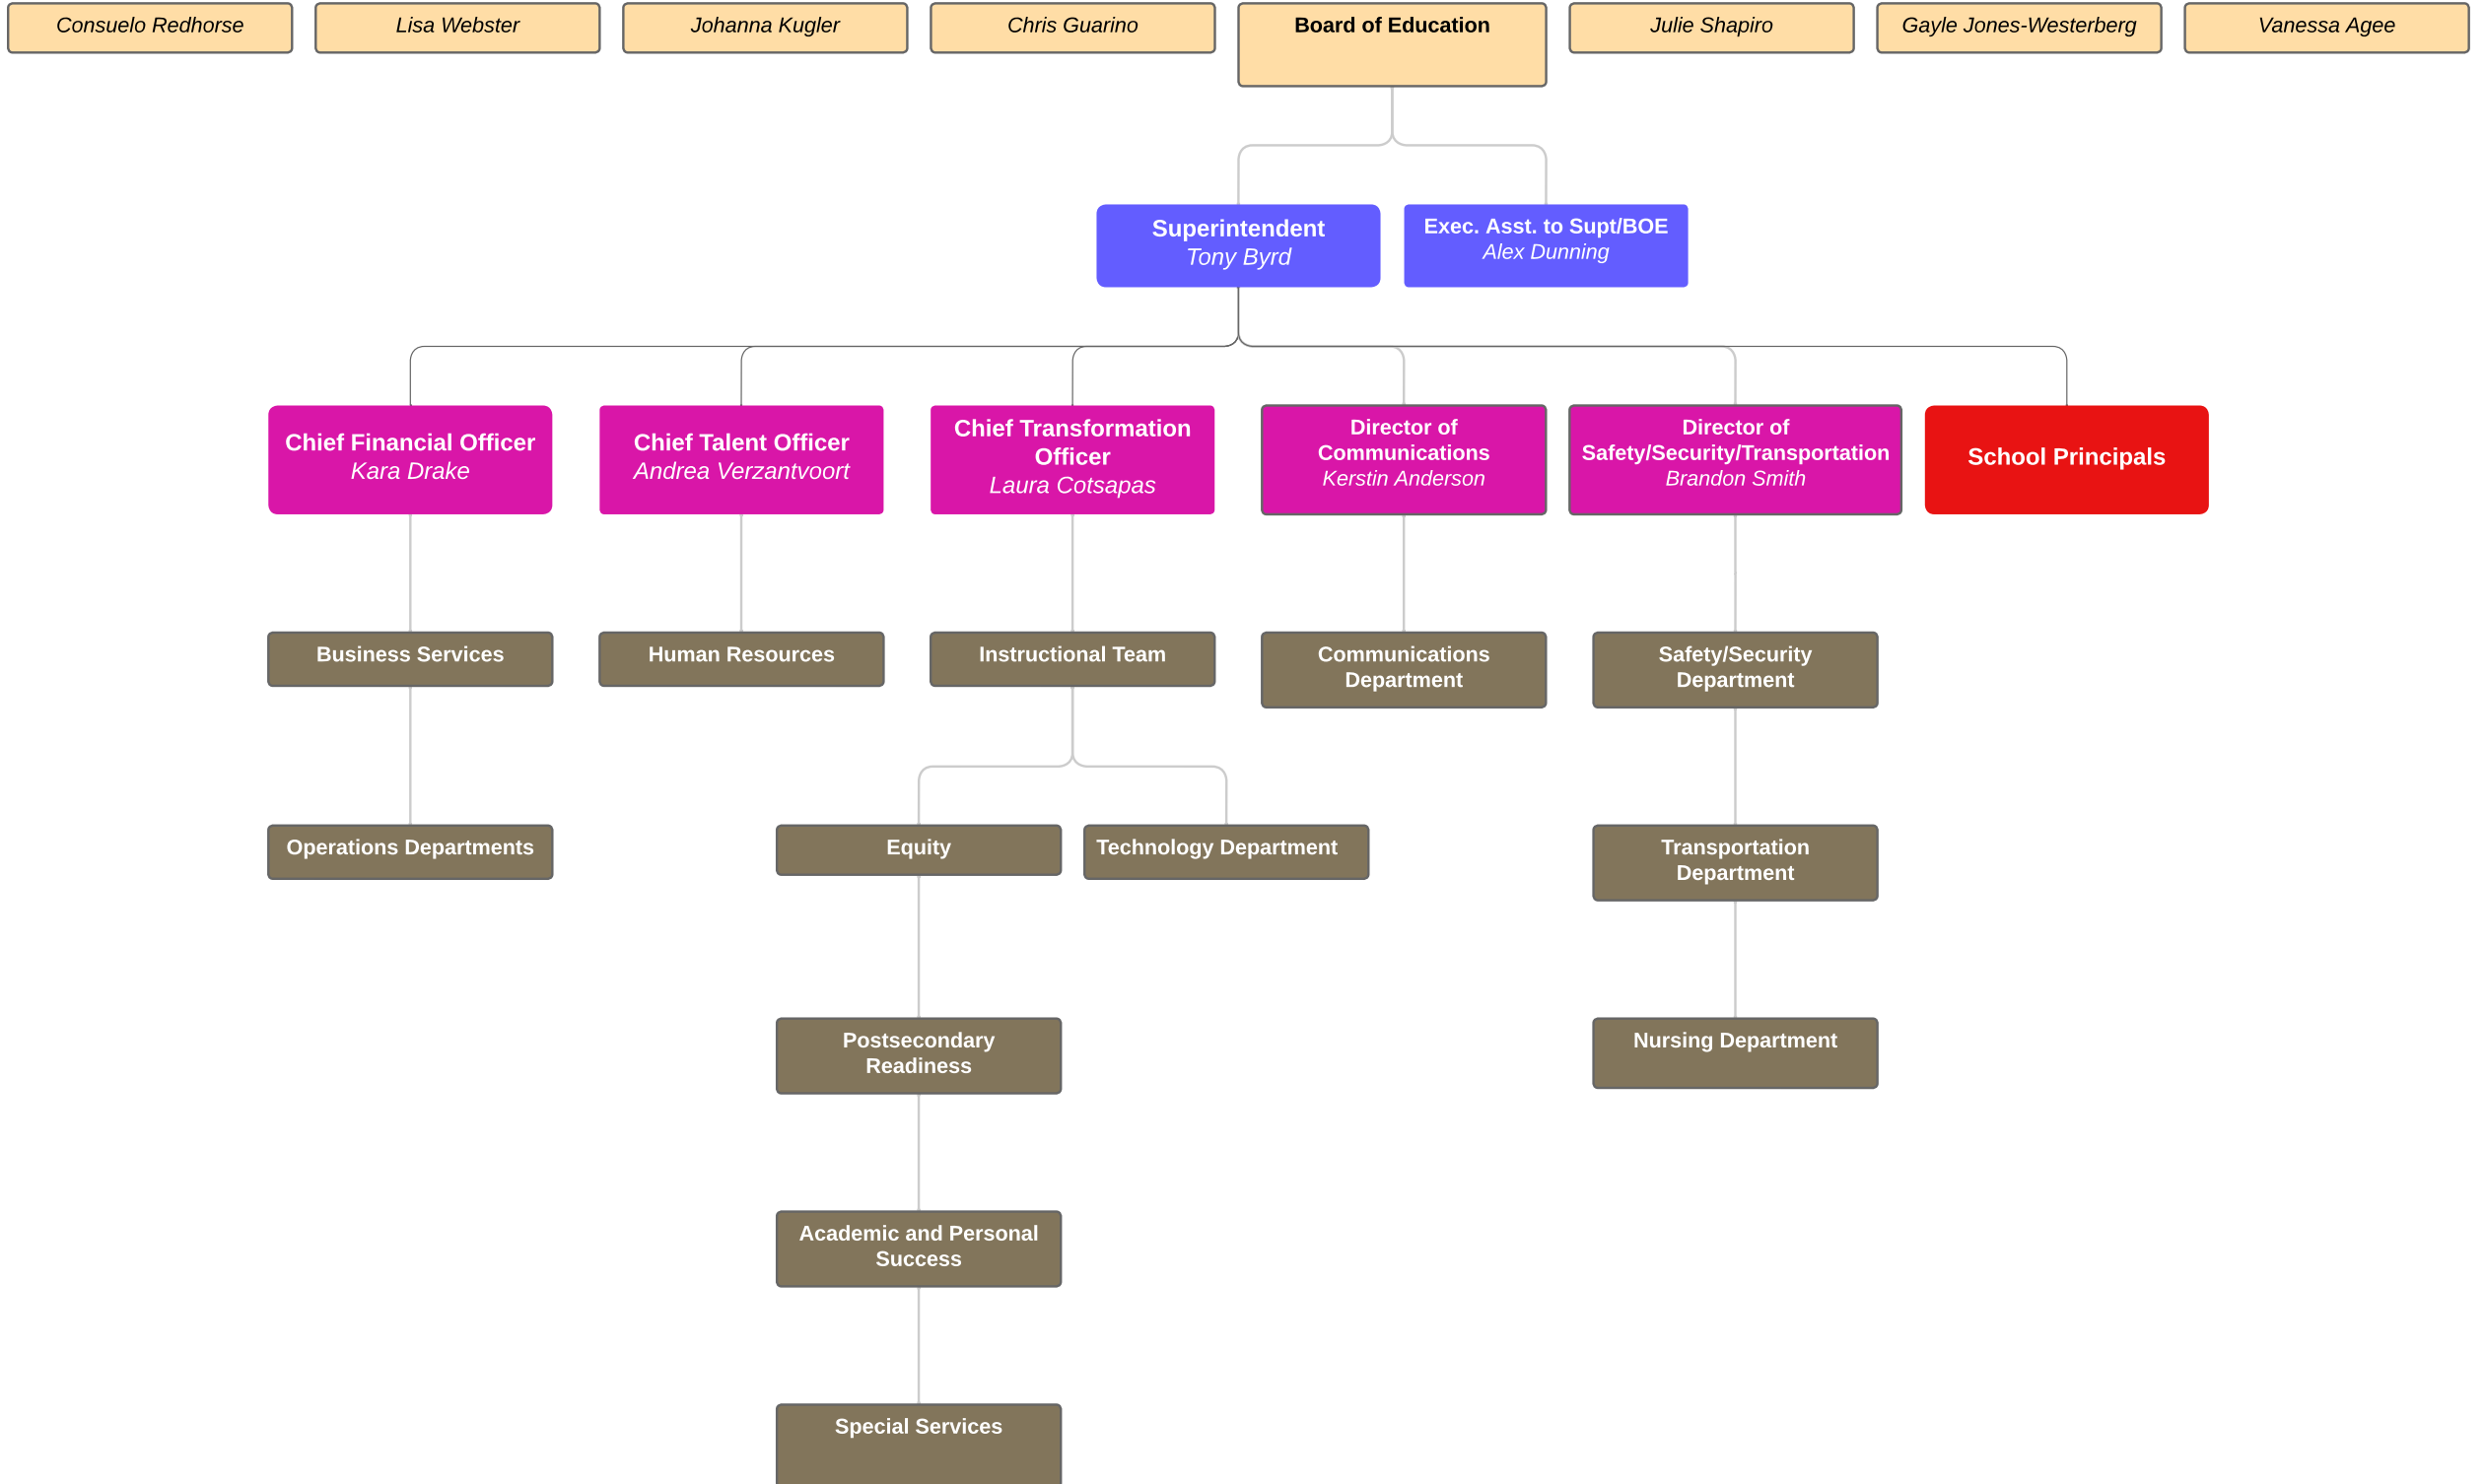 Consuelo Redhorse
Lisa Webster
Johanna Kugler
Chris Guarino
Board of Education
Julie Shapiro
Gayle Jones-Westerberg
Vanessa Agee
Superintendent
Tony Byrd
Exec. Asst. to Supt/BOE
Alex Dunning
Chief Financial Officer
Kara Drake
Chief Talent Officer
Andrea Verzantvoort
Chief Transformation
Officer
Laura Cotsapas
Director of
Communications
Kerstin Anderson
Director of
Safety/Security/Transportation
Brandon Smith
School Principals
Business Services
Human Resources
Instructional Team
Communications
Department
Safety/Security
Department
Operations Departments
Equity
Technology Department
Transportation
Department
Postsecondary
Readiness
Nursing Department
Academic and Personal
Success
Special Services